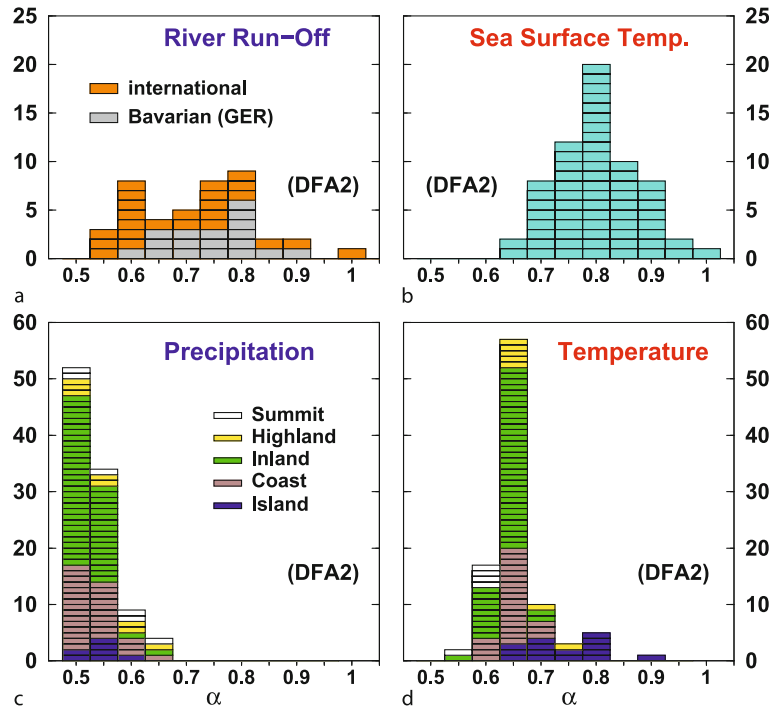 River Run−Off
Sea Surface Temp.
25 25
20 20
15 15
10 10
5 5
0 0
international
Bavarian (GER)
(DFA2)
(DFA2)
0.5 0.6 0.7 0.8 0.9 1
0.5 0.6 0.7 0.8 0.9 1
a
b
Precipitation
Temperature
60 60
50 50
40 40
30 30
20 20
10 10
0 0
Summit
Highland
Inland
Coast
Island
(DFA2)
(DFA2)
0.5 0.6 0.7 0.8 0.9 1
0.5 0.6 0.7 0.8 0.9 1
c α
d α